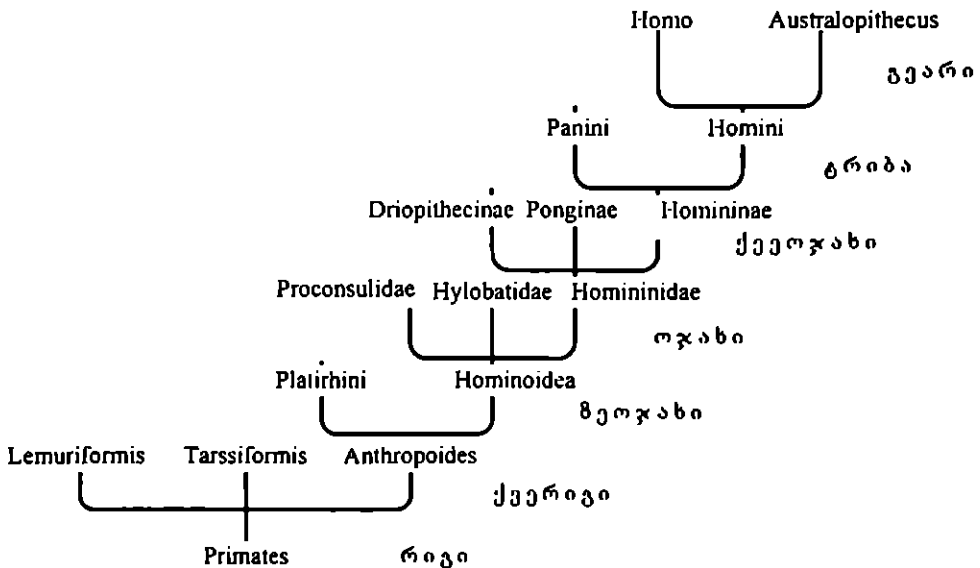 Homo Australopithecus
გვარი
Panini Homini
ტრიბა
Driopithecinae Ponginae Homininae
ქვეოჯახი
Proconsulidae Hylobatidae Homininidae
ოჯახი
Platirhini Hominoidea
ზეოჯახი
Lemuriformis Tarssiformis Anthropoides
ქვერიგი
Primates რიგი